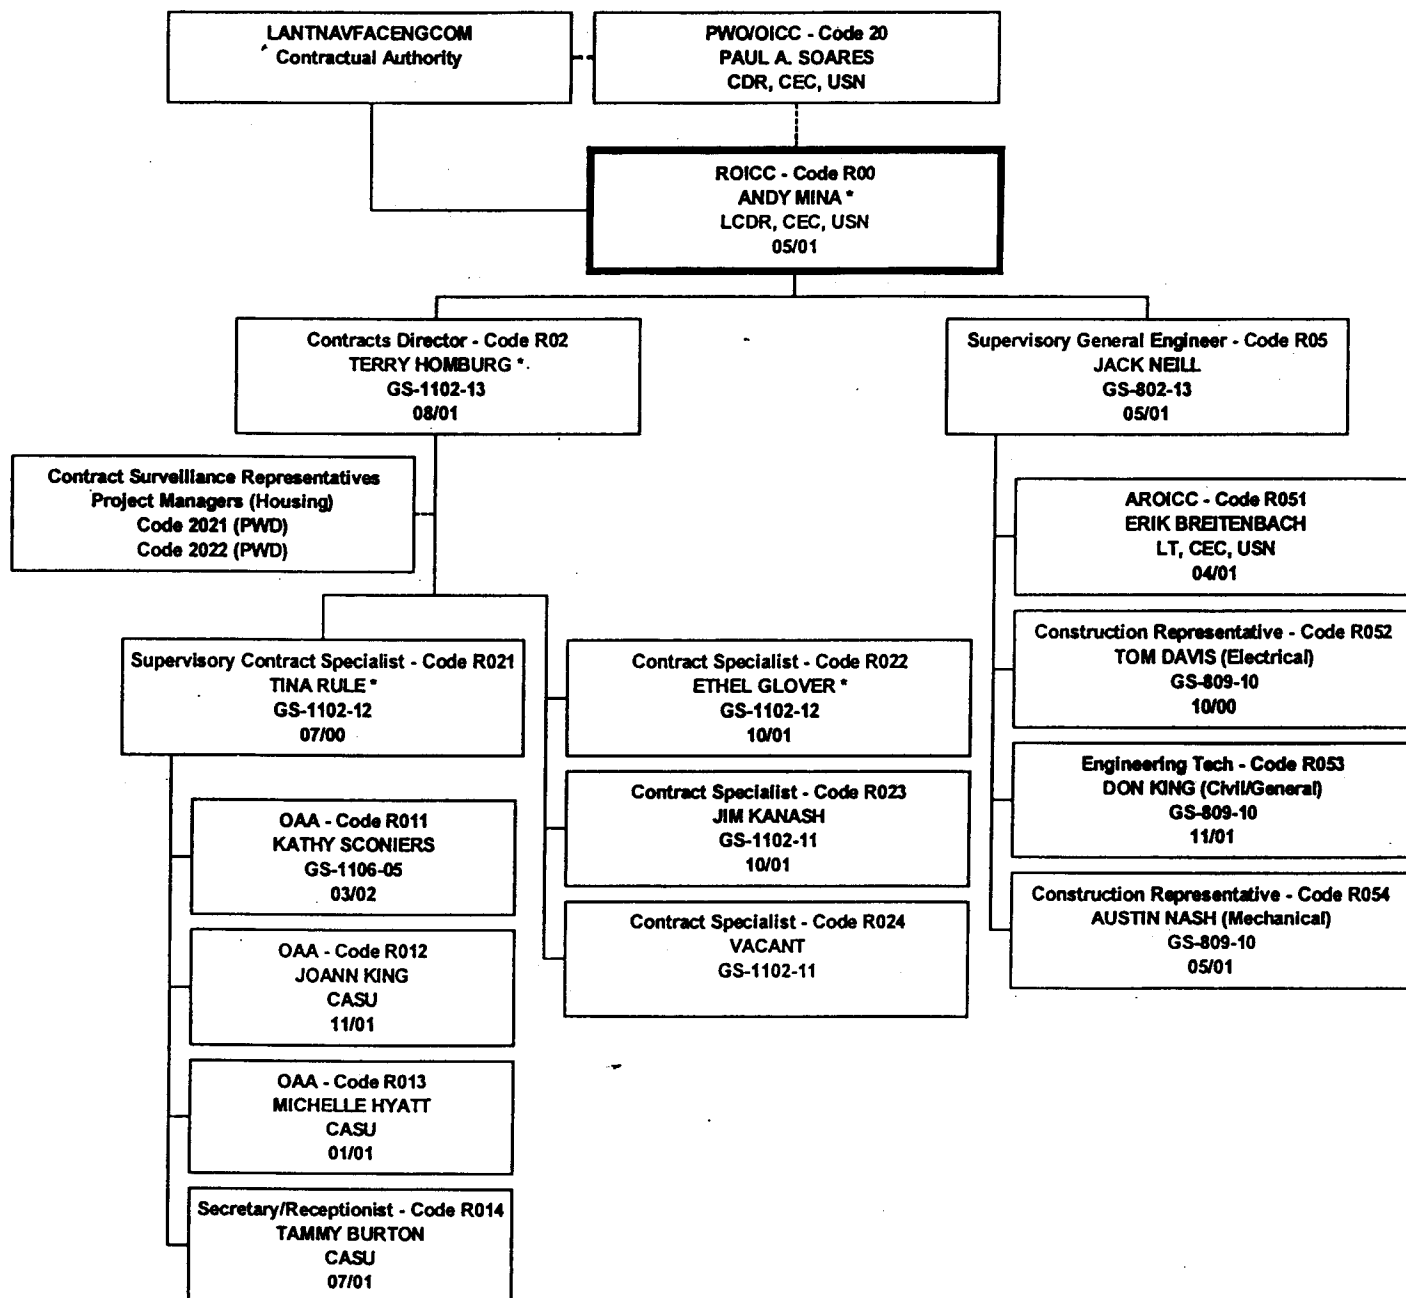 LANTNAVFACENGCOM
Contractual Authority
PWO/OICC - Code 20
PAUL A. SOARES
CDR, CEC, USN
ROICC - Code R00
ANDY MINA *
LCDR, CEC, USN
05/01
Contracts Director - Code R02
TERRY HOMBURG *
GS-1102-13
08/01
Supervisory General Engineer - Code R05
JACK NEILL
GS-802-13
05/01
Contract Surveillance Representatives
Project Managers (Housing)
Code 2021 (PWD)
Code 2022 (PWD)
Supervisory Contract Specialist - Code R021
TINA RULE *
GS-1102-12
07/00
OAA - Code R011
KATHY SCONIERS
GS-1106-05
03/02
OAA - Code R012
JOANN KING
CASU
11/01
OAA - Code R013
MICHELLE HYATT
CASU
01/01
Secretary/Receptionist - Code R014
TAMMY BURTON
CASU
07/01
Contract Specialist - Code R022
ETHEL GLOVER *
GS-1102-12
10/01
Contract Specialist - Code R023
JIM KANASH
GS-1102-11
10/01
Contract Specialist - Code R024
VACANT
GS-1102-11
AROICC - Code R051
ERIK BREITENBACH
LT, CEC, USN
04/01
Construction Representative - Code R052
TOM DAVIS (Electrical)
GS-809-10
10/00
Engineering Tech - Code R053
DON KING (Civil/General)
GS-809-10
11/01
Construction Representative - Code R054
AUSTIN NASH (Mechanical)
GS-809-10
05/01